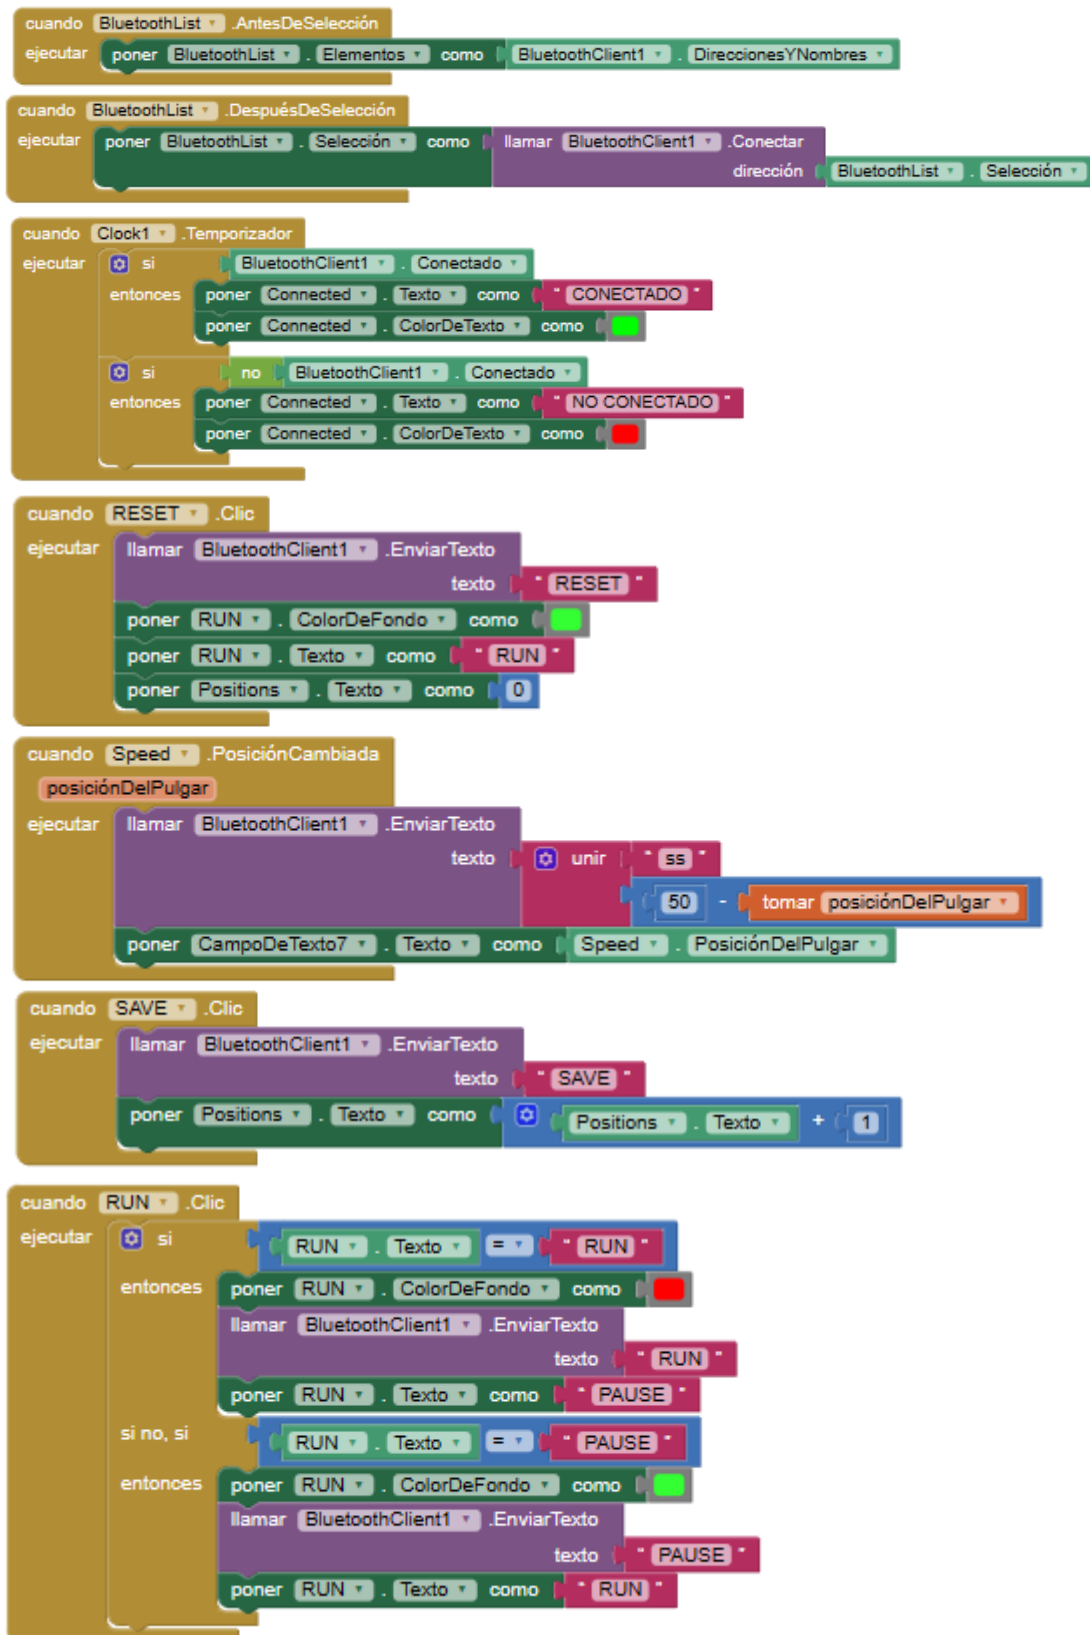 cuando BluetoothList .AntesDeSelección
ejecutar poner BluetoothList . Elementos como BluetoothClient1 . DireccionesYNombres
cuando BluetoothList .DespuésDeSelección
ejecutar poner BluetoothList . Selección como llamar BluetoothClient1 .Conectar
dirección BluetoothList . Selección
cuando Clock1 .Temporizador
ejecutar si BluetoothClient1 . Conectado
entonces poner Connected . Texto como " CONECTADO "
poner Connected . ColorDeTexto como
si no BluetoothClient1 . Conectado
entonces poner Connected . Texto como " NO CONECTADO "
poner Connected . ColorDeTexto como
cuando RESET .Clic
ejecutar llamar BluetoothClient1 .EnviarTexto
texto " RESET "
poner RUN . ColorDeFondo como
poner RUN . Texto como " RUN "
poner Positions . Texto como 0
cuando Speed .PosiciónCambiada
posiciónDelPulgar
ejecutar llamar BluetoothClient1 .EnviarTexto
texto unir " ss "
50 - tomar posiciónDelPulgar
poner CampoDeTexto7 . Texto como Speed . PosiciónDelPulgar
cuando SAVE .Clic
ejecutar llamar BluetoothClient1 .EnviarTexto
texto " SAVE "
poner Positions . Texto como Positions . Texto + 1
cuando RUN .Clic
ejecutar si RUN . Texto = " RUN "
entonces poner RUN . ColorDeFondo como
llamar BluetoothClient1 .EnviarTexto
texto " RUN "
poner RUN . Texto como " PAUSE "
si no, si RUN . Texto = " PAUSE "
entonces poner RUN . ColorDeFondo como
llamar BluetoothClient1 .EnviarTexto
texto " PAUSE "
poner RUN . Texto como " RUN "